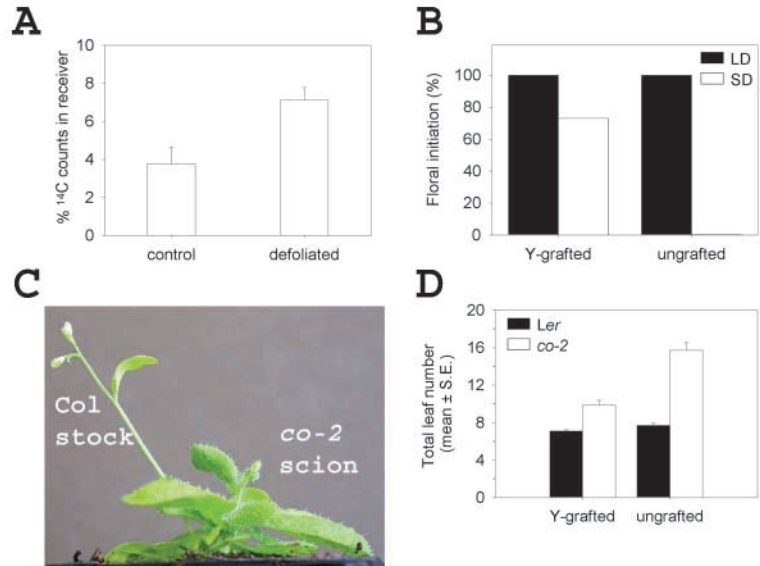 A
% ¹⁴C counts in receiver
10
8
6
4
2
0
control
defoliated
B
Floral initiation (%)
100
80
60
40
20
0
LD
SD
Y-grafted
ungrafted
C
Col
stock
co-2
scion
D
Total leaf number
(mean ± S.E.)
20
16
12
8
4
0
Ler
co-2
Y-grafted
ungrafted